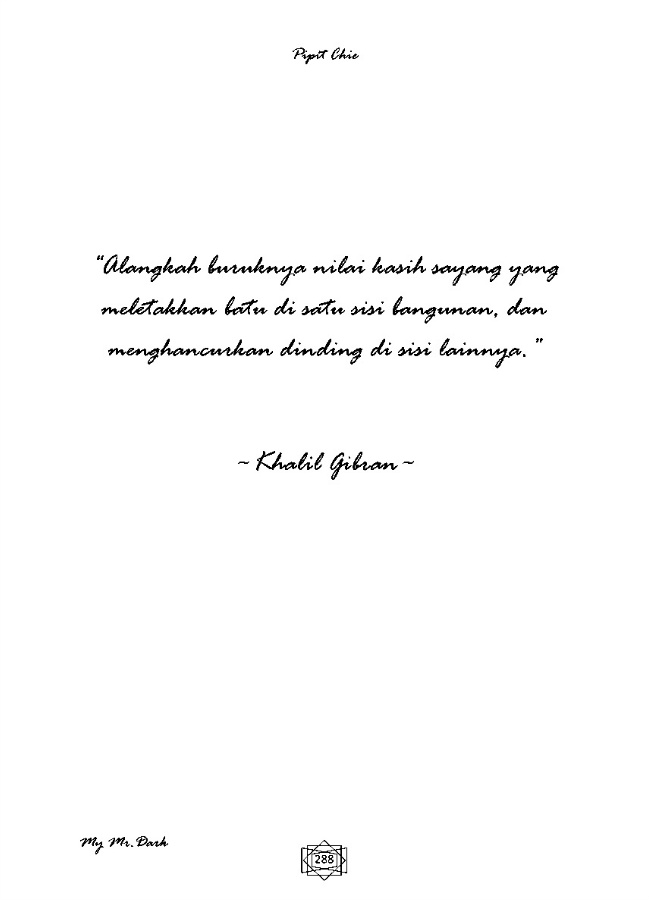 Pipit Chie
“Alangkah buruknya nilai kasih sayang yang
meletakkan batu di satu sisi bangunan, dan
menghancurkan dinding di sisi lainnya.”
~ Khalil Gibran ~
My Mr.Dark
288